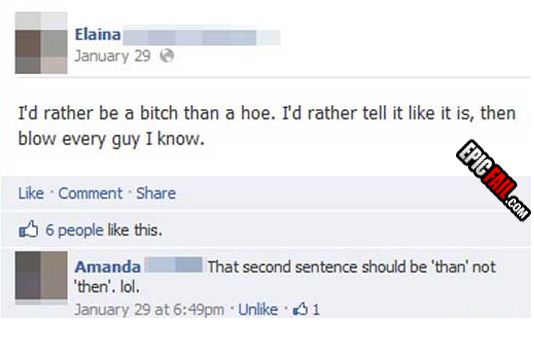 Elaina
January 29
I'd rather be a bitch than a hoe. I'd rather tell it like it is, then
blow every guy I know.
EPICFAIL.COM
Like · Comment · Share
6 people like this.
Amanda That second sentence should be 'than' not
'then'. lol.
January 29 at 6:49pm · Unlike · 1